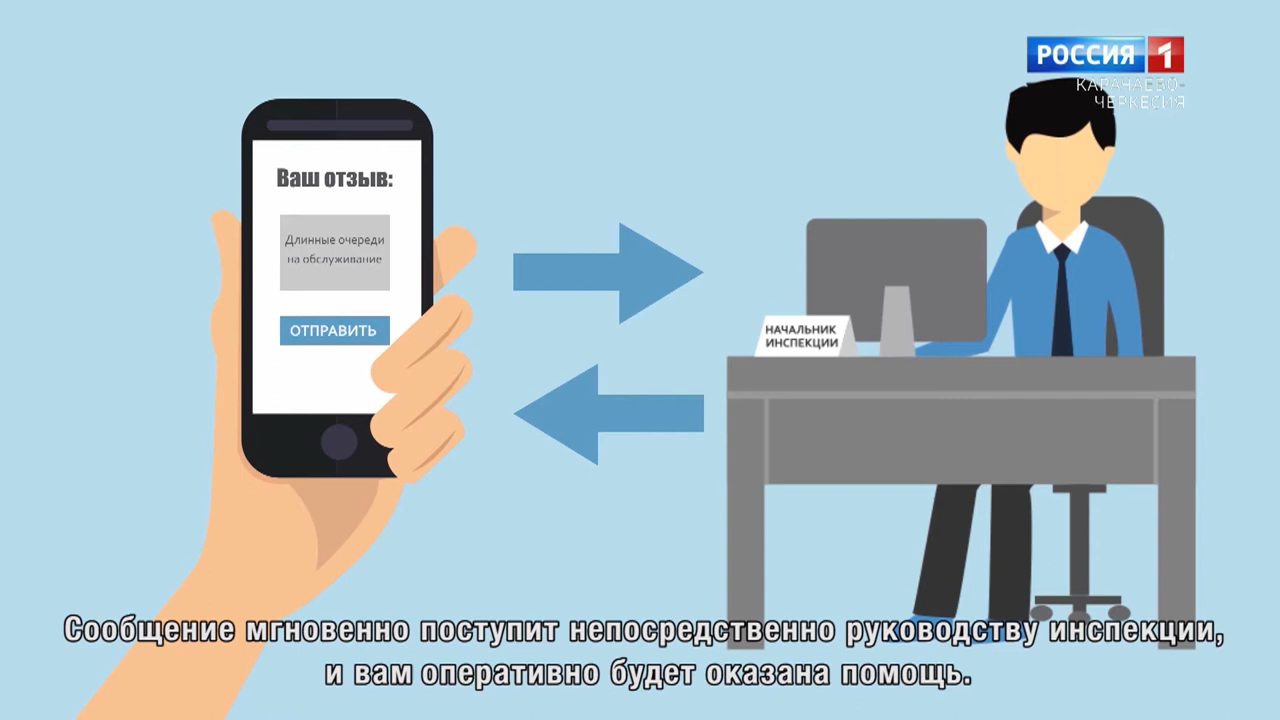 РОССИЯ 1
КАРАЧАЕВО-
ЧЕРКЕСИЯ
Ваш отзыв:
Длинные очереди
на обслуживание
ОТПРАВИТЬ
НАЧАЛЬНИК
ИНСПЕКЦИИ
Сообщение мгновенно поступит непосредственно руководству инспекции,
и вам оперативно будет оказана помощь.